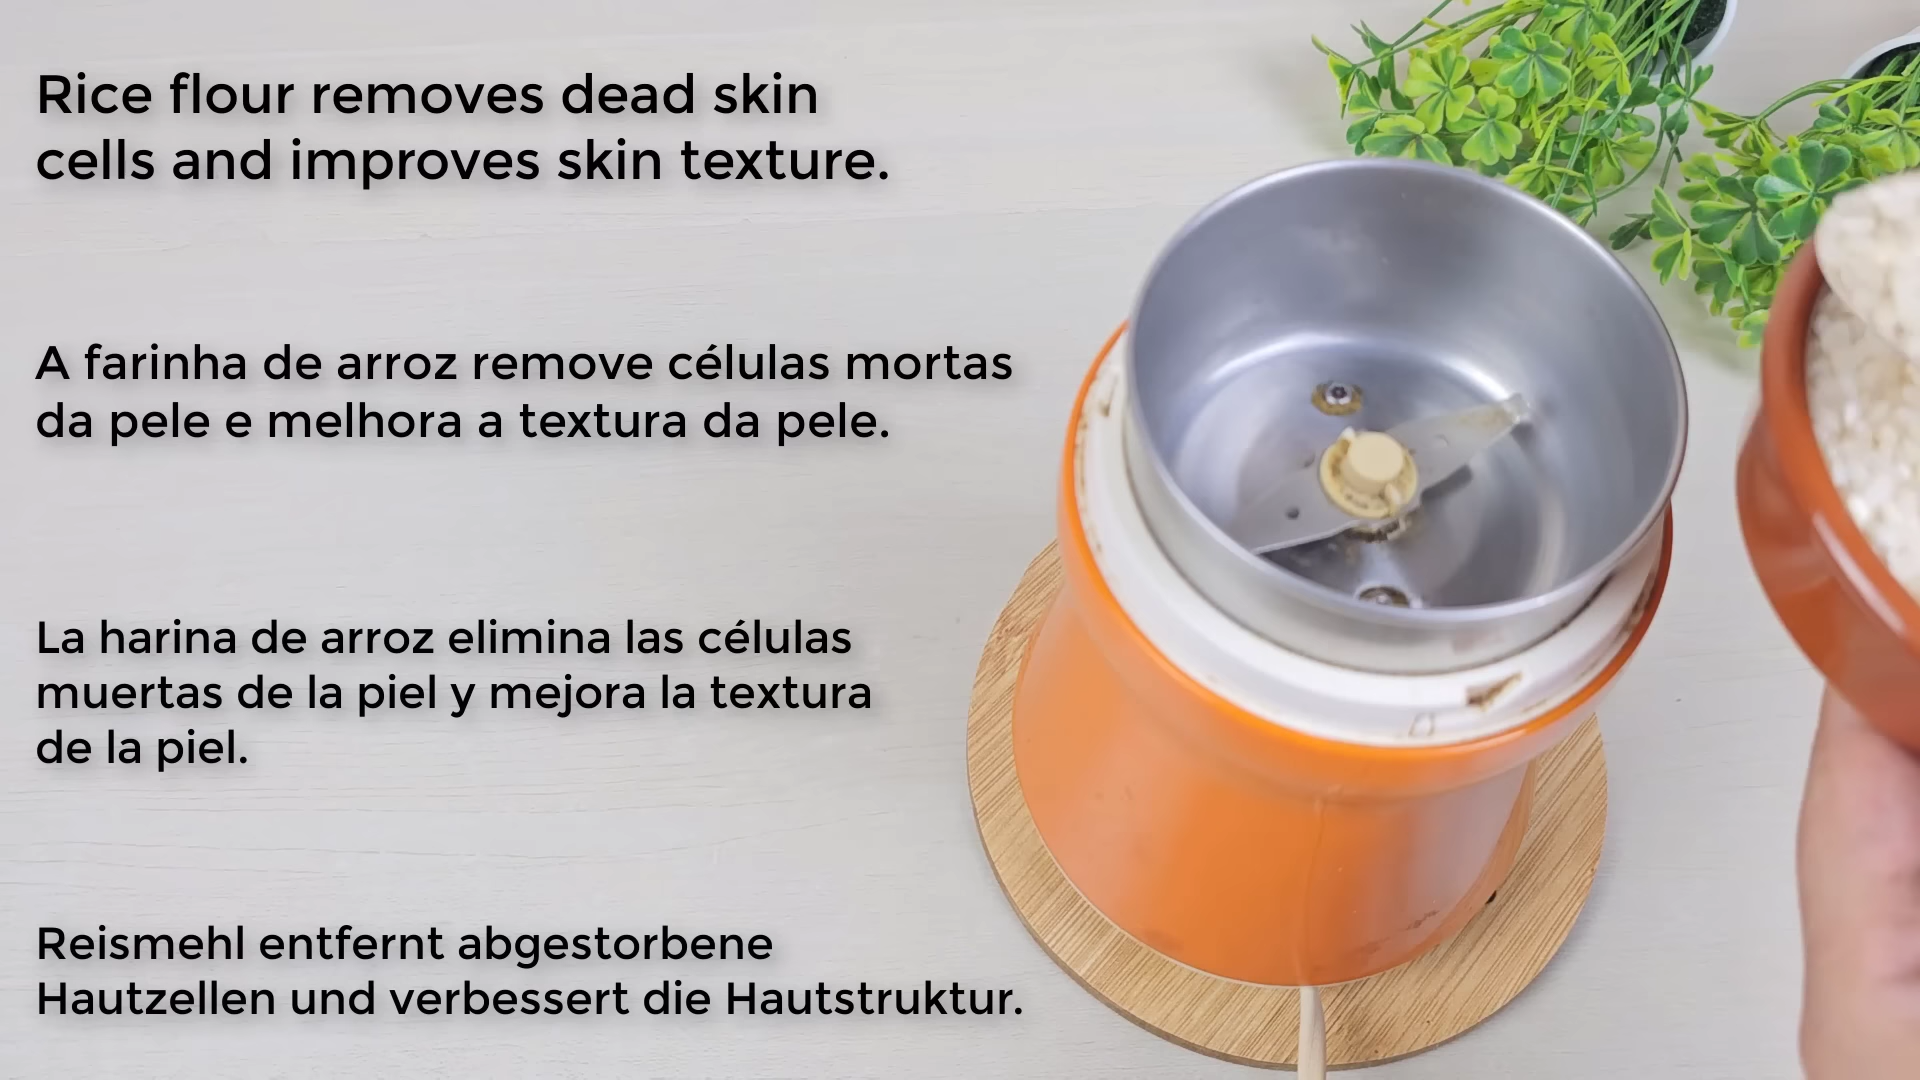 Rice flour removes dead skin
cells and improves skin texture.
A farinha de arroz remove células mortas
da pele e melhora a textura da pele.
La harina de arroz elimina las células
muertas de la piel y mejora la textura
de la piel.
Reismehl entfernt abgestorbene
Hautzellen und verbessert die Hautstruktur.